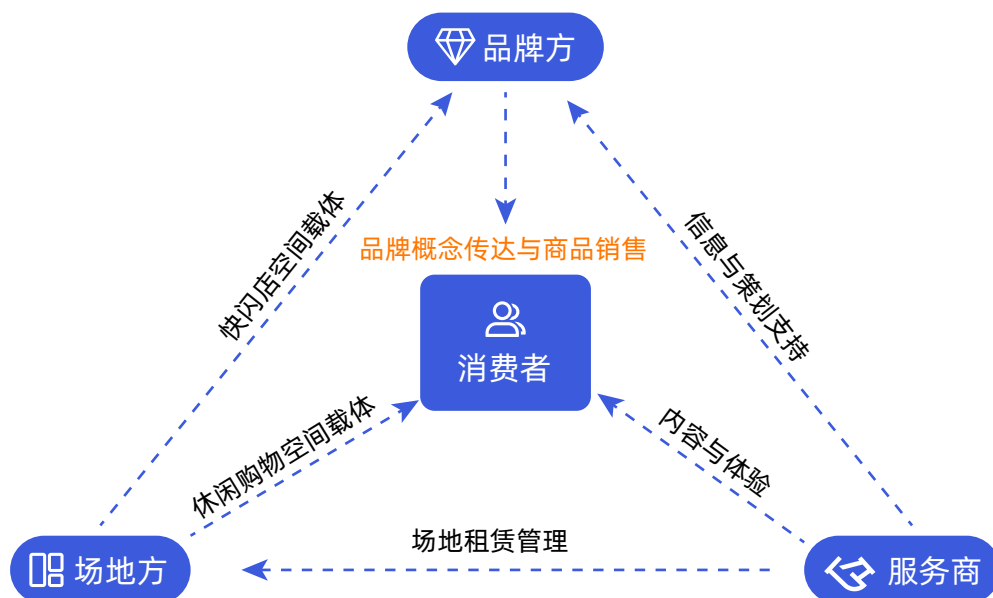 品牌方
快闪店空间载体
信息与策划支持
品牌概念传达与商品销售
消费者
休闲购物空间载体
内容与体验
场地租赁管理
场地方
服务商